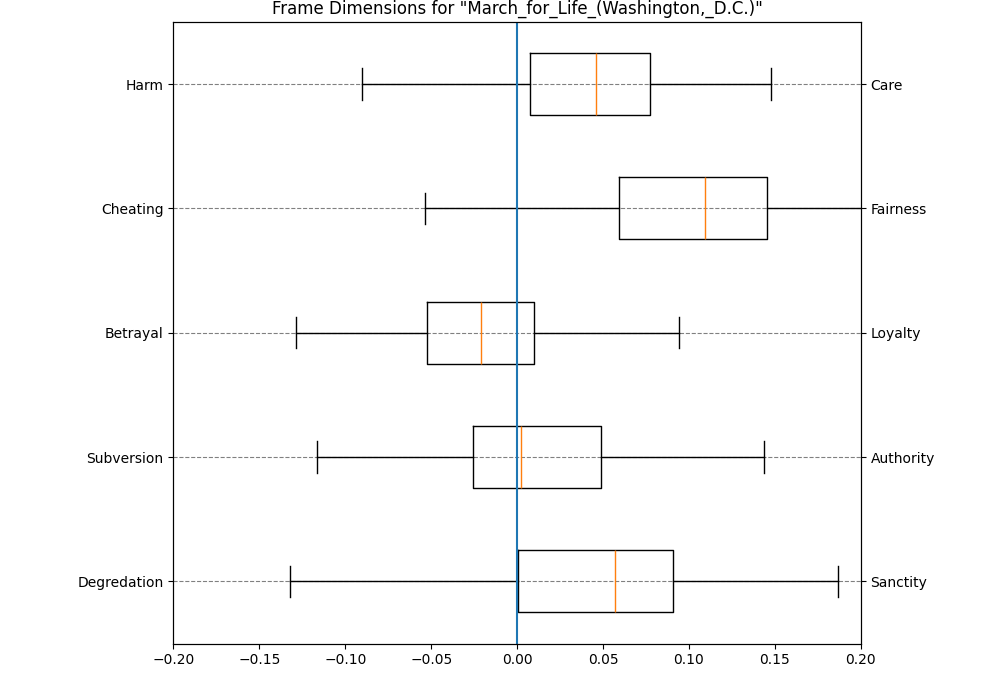 Frame Dimensions for "March_for_Life_(Washington,_D.C.)"
Harm Care
Cheating Fairness
Betrayal Loyalty
Subversion Authority
Degredation Sanctity
−0.20 −0.15 −0.10 −0.05 0.00 0.05 0.10 0.15 0.20